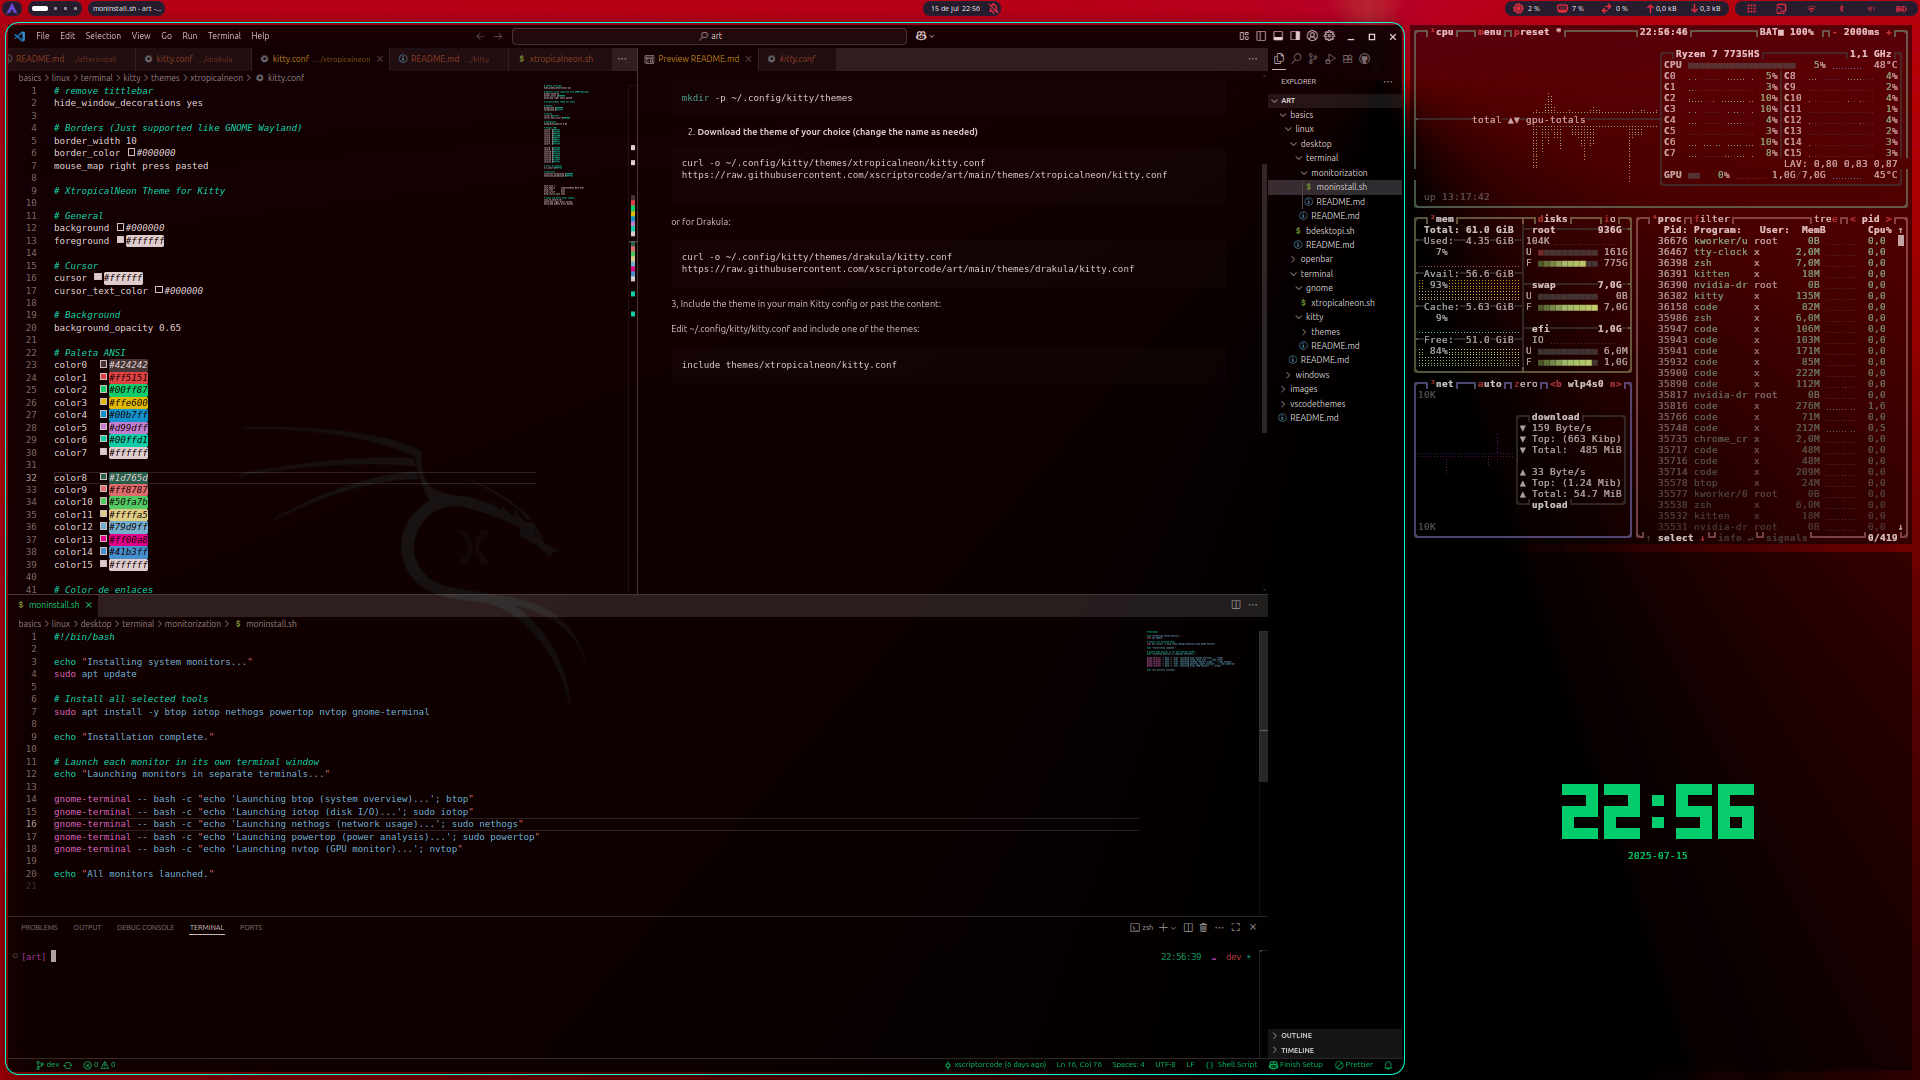 moninstall.sh - art -...
15 de jul 22:56
2 %
7 %
0 %
0,0 kB
0,3 kB
File Edit Selection View Go Run Terminal Help
art
README.md .../afterinstall
kitty.conf .../drakula
kitty.conf .../xtropicalneon
README.md .../kitty
xtropicalneon.sh
basics > linux > terminal > kitty > themes > xtropicalneon > kitty.conf
1 # remove tittlebar
2 hide_window_decorations yes
3
4 # Borders (Just supported like GNOME Wayland)
5 border_width 10
6 border_color #000000
7 mouse_map right press pasted
8
9 # XtropicalNeon Theme for Kitty
10
11 # General
12 background #000000
13 foreground #ffffff
14
15 # Cursor
16 cursor #ffffff
17 cursor_text_color #000000
18
19 # Background
20 background_opacity 0.65
21
22 # Paleta ANSI
23 color0 #424242
24 color1 #ff5151
25 color2 #00ff87
26 color3 #ffe600
27 color4 #00b7ff
28 color5 #d99dff
29 color6 #00ffd1
30 color7 #ffffff
31
32 color8 #1d765d
33 color9 #ff8787
34 color10 #50fa7b
35 color11 #ffffa5
36 color12 #79d9ff
37 color13 #ff00a8
38 color14 #41b3ff
39 color15 #ffffff
40
41 # Color de enlaces
Preview README.md
kitty.conf
mkdir -p ~/.config/kitty/themes
2. Download the theme of your choice (change the name as needed)
curl -o ~/.config/kitty/themes/xtropicalneon/kitty.conf
https://raw.githubusercontent.com/xscriptorcode/art/main/themes/xtropicalneon/kitty.conf
or for Drakula:
curl -o ~/.config/kitty/themes/drakula/kitty.conf
https://raw.githubusercontent.com/xscriptorcode/art/main/themes/drakula/kitty.conf
3, Include the theme in your main Kitty config or past the content:
Edit ~/.config/kitty/kitty.conf and include one of the themes:
include themes/xtropicalneon/kitty.conf
EXPLORER
ART
basics
linux
desktop
terminal
monitorization
moninstall.sh
README.md
README.md
bdesktopi.sh
README.md
openbar
terminal
gnome
xtropicalneon.sh
kitty
themes
README.md
README.md
windows
images
vscodethemes
README.md
OUTLINE
TIMELINE
moninstall.sh
basics > linux > desktop > terminal > monitorization > moninstall.sh
1 #!/bin/bash
2
3 echo "Installing system monitors..."
4 sudo apt update
5
6 # Install all selected tools
7 sudo apt install -y btop iotop nethogs powertop nvtop gnome-terminal
8
9 echo "Installation complete."
10
11 # Launch each monitor in its own terminal window
12 echo "Launching monitors in separate terminals..."
13
14 gnome-terminal -- bash -c "echo 'Launching btop (system overview)...'; btop"
15 gnome-terminal -- bash -c "echo 'Launching iotop (disk I/O)...'; sudo iotop"
16 gnome-terminal -- bash -c "echo 'Launching nethogs (network usage)...'; sudo nethogs"
17 gnome-terminal -- bash -c "echo 'Launching powertop (power analysis)...'; sudo powertop"
18 gnome-terminal -- bash -c "echo 'Launching nvtop (GPU monitor)...'; nvtop"
19
20 echo "All monitors launched."
21
PROBLEMS OUTPUT DEBUG CONSOLE TERMINAL PORTS
zsh
[art]
22:56:39 dev
dev 0 0
xscriptorcode (6 days ago) Ln 16, Col 76 Spaces: 4 UTF-8 LF {} Shell Script Finish Setup Prettier
¹cpu menu preset * 22:56:46 BAT■ 100% - 2000ms +
Ryzen 7 7735HS 1,1 GHz
CPU 5% 48°C
C0 5% C8 4%
C1 3% C9 2%
C2 10% C10 4%
C3 10% C11 1%
C4 4% C12 4%
C5 3% C13 2%
C6 10% C14 3%
C7 8% C15 3%
LAV: 0,80 0,83 0,87
GPU 0% 1,0G/7,0G 45°C
total ▲▼ gpu-totals
up 13:17:42
²mem disks io
Total: 61.0 GiB
Used: 4.35 GiB
7%
Avail: 56.6 GiB
93%
Cache: 5.63 GiB
9%
Free: 51.0 GiB
84%
root 936G
104K
U 161G
F 775G
swap 7,0G
U 0B
F 7,0G
efi 1,0G
IO
U 6,0M
F 1,0G
³net auto zero <b wlp4s0 n>
10K
download
▼ 159 Byte/s
▼ Top: (663 Kibp)
▼ Total: 485 MiB
▲ 33 Byte/s
▲ Top: (1.24 Mib)
▲ Total: 54.7 MiB
upload
10K
⁴proc filter tree < pid >
Pid: Program: User: MemB Cpu% ↑
36676 kworker/u root 0B 0,0
36467 tty-clock x 2,0M 0,0
36398 zsh x 7,0M 0,0
36391 kitten x 18M 0,0
36390 nvidia-dr root 0B 0,0
36382 kitty x 135M 0,0
36158 code x 82M 0,0
35986 zsh x 6,0M 0,0
35947 code x 106M 0,0
35943 code x 103M 0,0
35941 code x 171M 0,0
35932 code x 85M 0,0
35900 code x 222M 0,0
35890 code x 112M 0,0
35817 nvidia-dr root 0B 0,0
35816 code x 276M 1,6
35766 code x 71M 0,0
35748 code x 212M 0,5
35735 chrome_cr x 2,0M 0,0
35717 code x 48M 0,0
35716 code x 48M 0,0
35714 code x 209M 0,0
35578 btop x 24M 0,0
35577 kworker/0 root 0B 0,0
35538 zsh x 6,0M 0,0
35532 kitten x 18M 0,0
35531 nvidia-dr root 0B 0,0
↑ select ↓ info ↵ signals 0/419
22:56
2025-07-15